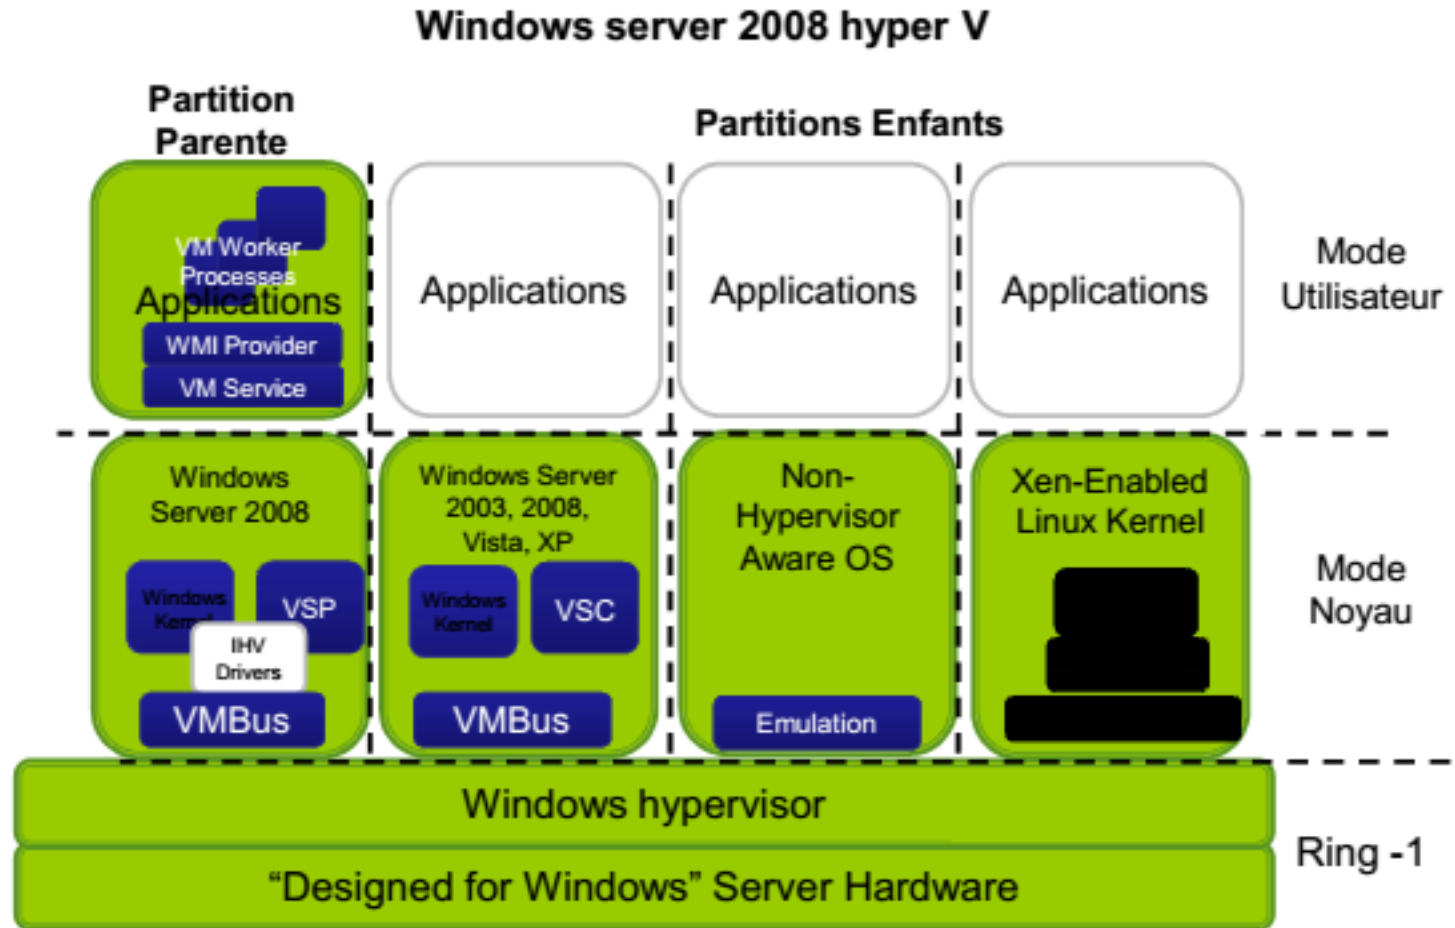 Windows server 2008 hyper V
Partition
Parente
Partitions Enfants
VM Worker
Processes
Applications
WMI Provider
VM Service
Applications
Applications
Applications
Mode
Utilisateur
Windows
Server 2008
Windows
Kernel
VSP
IHV
Drivers
VMBus
Windows Server
2003, 2008,
Vista, XP
Windows
Kernel
VSC
VMBus
Non-
Hypervisor
Aware OS
Emulation
Xen-Enabled
Linux Kernel
Mode
Noyau
Windows hypervisor
“Designed for Windows” Server Hardware
Ring -1